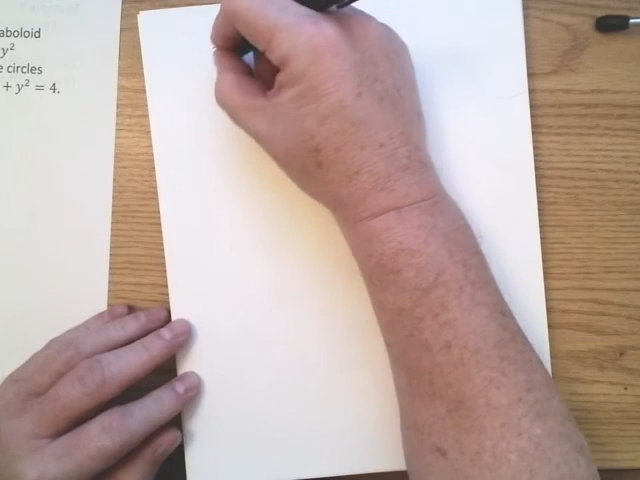 aboloid
y²
e circles
+ y² = 4.